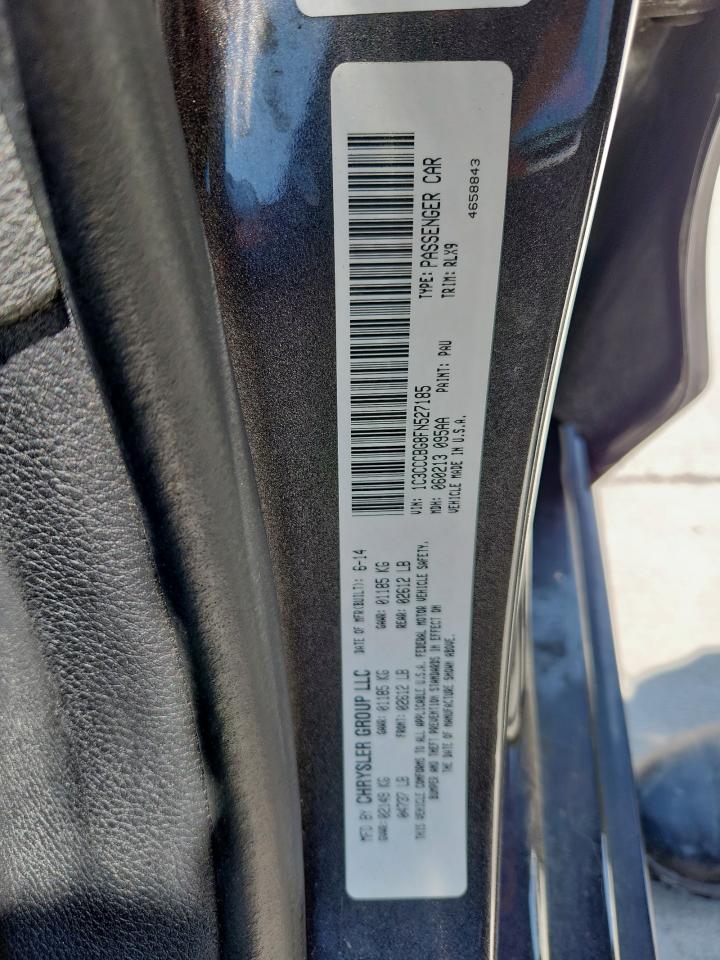 MFD BY CHRYSLER GROUP LLC DATE OF MFR(BUILT): 6-14
GVWR: 02149 KG GAWR: 01185 KG GAWR: 01185 KG
04737 LB FRONT: 02612 LB REAR: 02612 LB
THIS VEHICLE CONFORMS TO ALL APPLICABLE U.S.A. FEDERAL MOTOR VEHICLE SAFETY,
BUMPER AND THEFT PREVENTION STANDARDS IN EFFECT ON
THE DATE OF MANUFACTURE SHOWN ABOVE.
VIN: 1C3CCCBG8FN527185 TYPE: PASSENGER CAR
MDH: 060213 095AA PAINT: PAU TRIM: RLX9
VEHICLE MADE IN U.S.A.
4658843